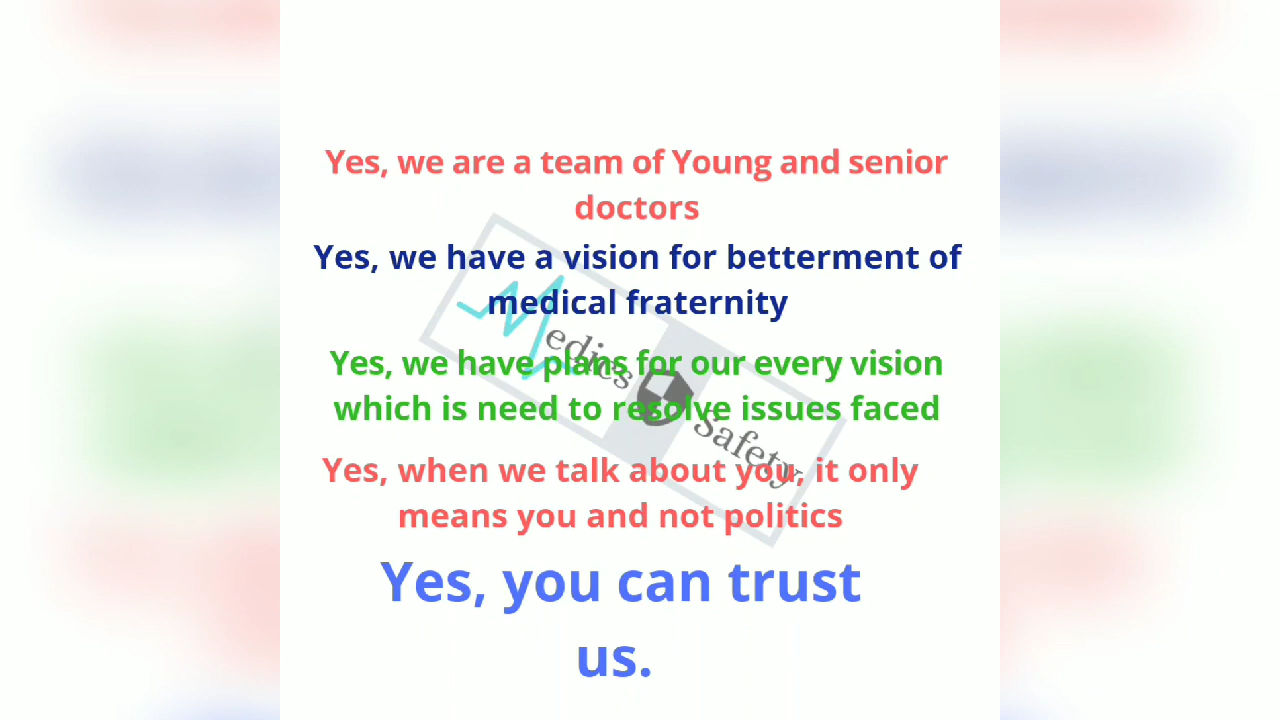 Yes, we are a team of Young and senior
doctors
Yes, we have a vision for betterment of
medical fraternity
Yes, we have plans for our every vision
which is need to resolve issues faced
Yes, when we talk about you, it only
means you and not politics
Yes, you can trust
us.
Medics Safety